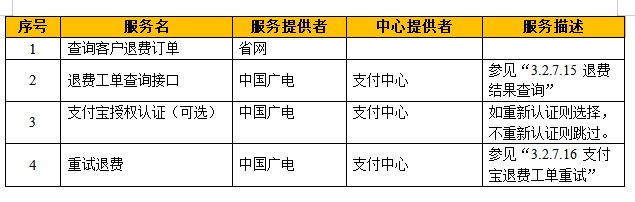 序号 服务名 服务提供者 中心提供者 服务描述
1 查询客户退费订单 省网
2 退费工单查询接口 中国广电 支付中心 参见“3.2.7.15 退费
结果查询”
3 支付宝授权认证（可选） 中国广电 支付中心 如重新认证则选择，
不重新认证则跳过。
4 重试退费 中国广电 支付中心 参见“3.2.7.16 支付
宝退费工单重试”